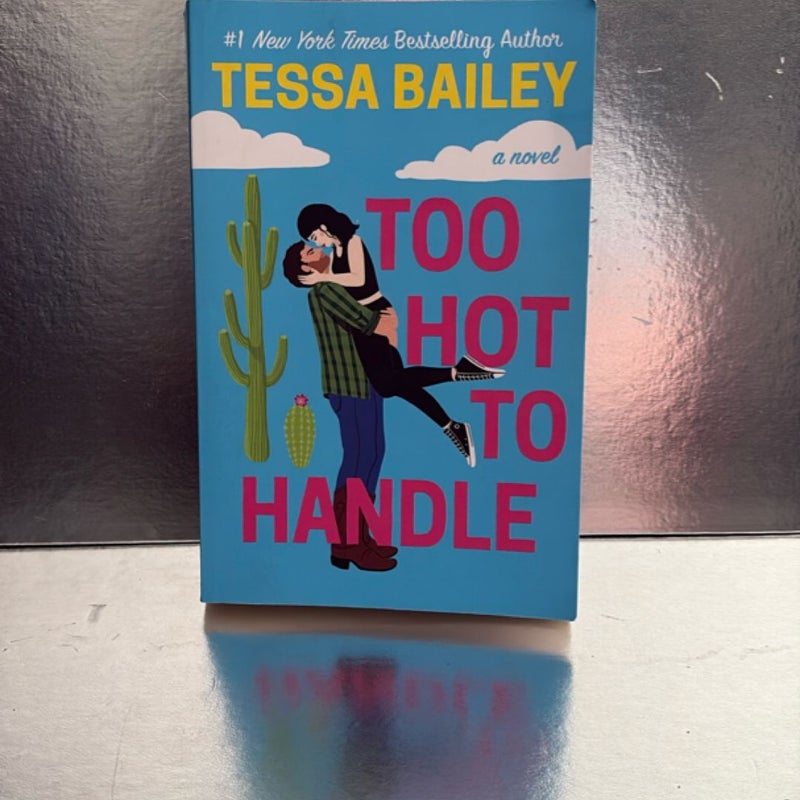 #1 New York Times Bestselling Author
TESSA BAILEY
a novel
TOO
HOT
TO
HANDLE